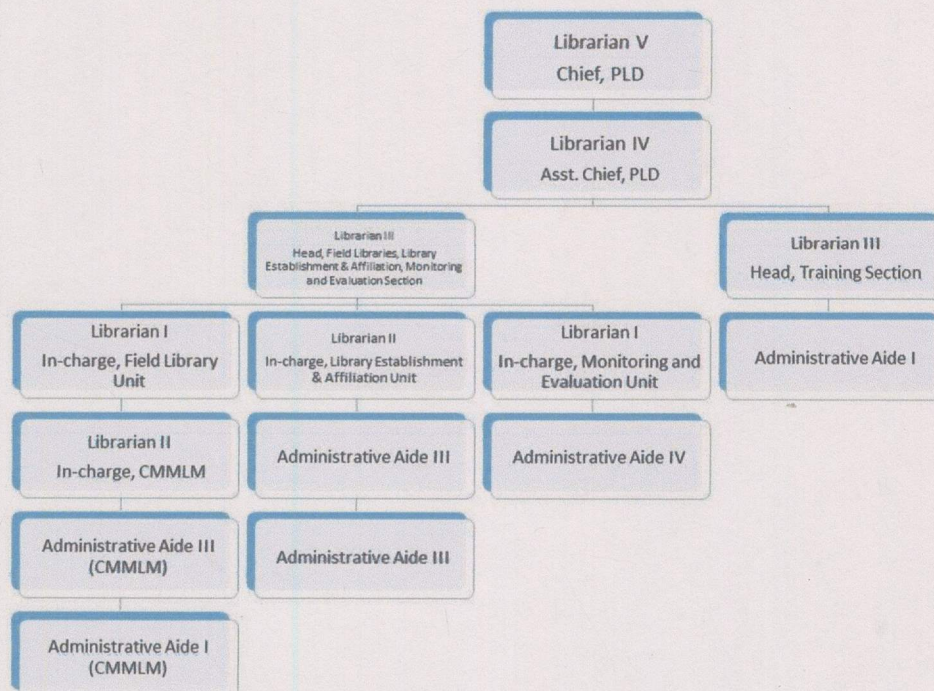 Librarian V
Chief, PLD
Librarian IV
Asst. Chief, PLD
Librarian III
Head, Field Libraries, Library
Establishment & Affiliation, Monitoring
and Evaluation Section
Librarian III
Head, Training Section
Librarian I
In-charge, Field Library
Unit
Librarian II
In-charge, Library Establishment
& Affiliation Unit
Librarian I
In-charge, Monitoring and
Evaluation Unit
Administrative Aide I
Librarian II
In-charge, CMMLM
Administrative Aide III
Administrative Aide IV
Administrative Aide III
(CMMLM)
Administrative Aide III
Administrative Aide I
(CMMLM)